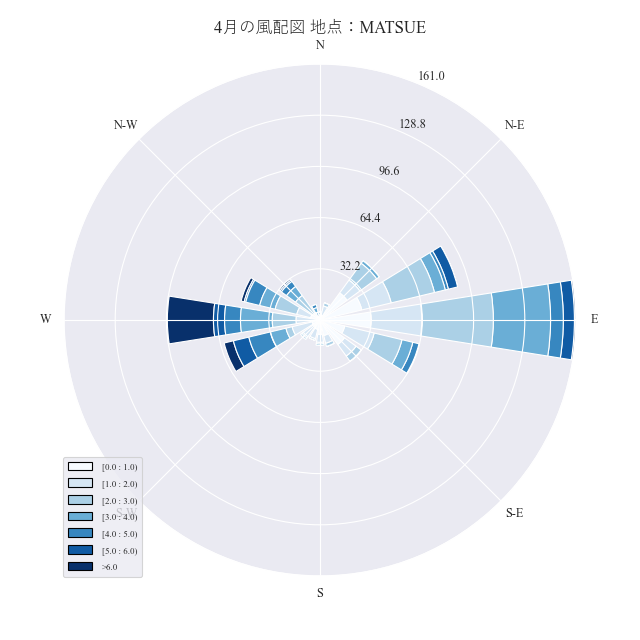 4月の風配図 地点：MATSUE
N
161.0
N-W
128.8
N-E
96.6
64.4
32.2
W
E
[0.0 : 1.0)
[1.0 : 2.0)
[2.0 : 3.0)
S-W
[3.0 : 4.0)
S-E
[4.0 : 5.0)
[5.0 : 6.0)
>6.0
S